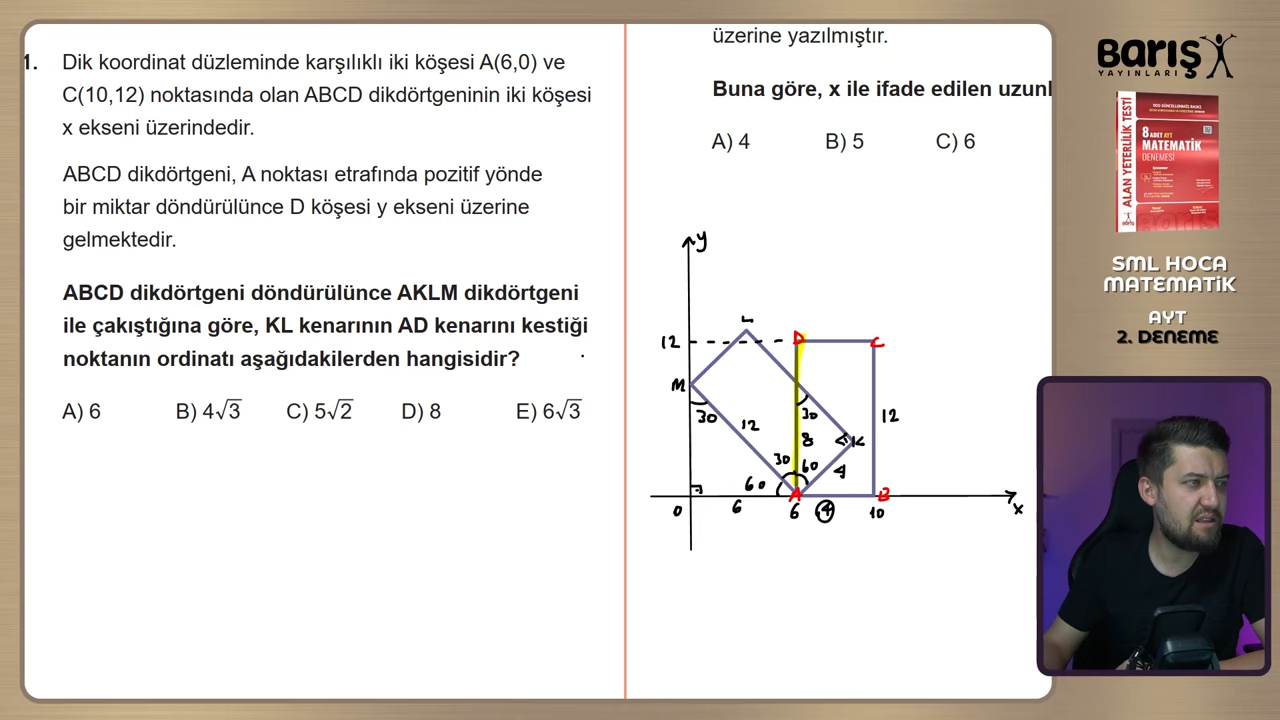 1.
Dik koordinat düzleminde karşılıklı iki köşesi A(6,0) ve
C(10,12) noktasında olan ABCD dikdörtgeninin iki köşesi
x ekseni üzerindedir.
ABCD dikdörtgeni, A noktası etrafında pozitif yönde
bir miktar döndürülünce D köşesi y ekseni üzerine
gelmektedir.
ABCD dikdörtgeni döndürülünce AKLM dikdörtgeni
ile çakıştığına göre, KL kenarının AD kenarını kestiği
noktanın ordinatı aşağıdakilerden hangisidir?
A) 6 B) 4√3 C) 5√2 D) 8 E) 6√3
üzerine yazılmıştır.
Buna göre, x ile ifade edilen uzunl
A) 4 B) 5 C) 6
y
L
12 D C
M
30 12 30 12
8 K
30 60 4
60
A B
0 6 6 4 10 x
BARIŞ
YAYINLARI
ALAN YETERLİLİK TESTİ
8 ADET AYT
MATEMATİK
DENEMESİ
BARIŞ
SML HOCA
MATEMATİK
AYT
2. DENEME